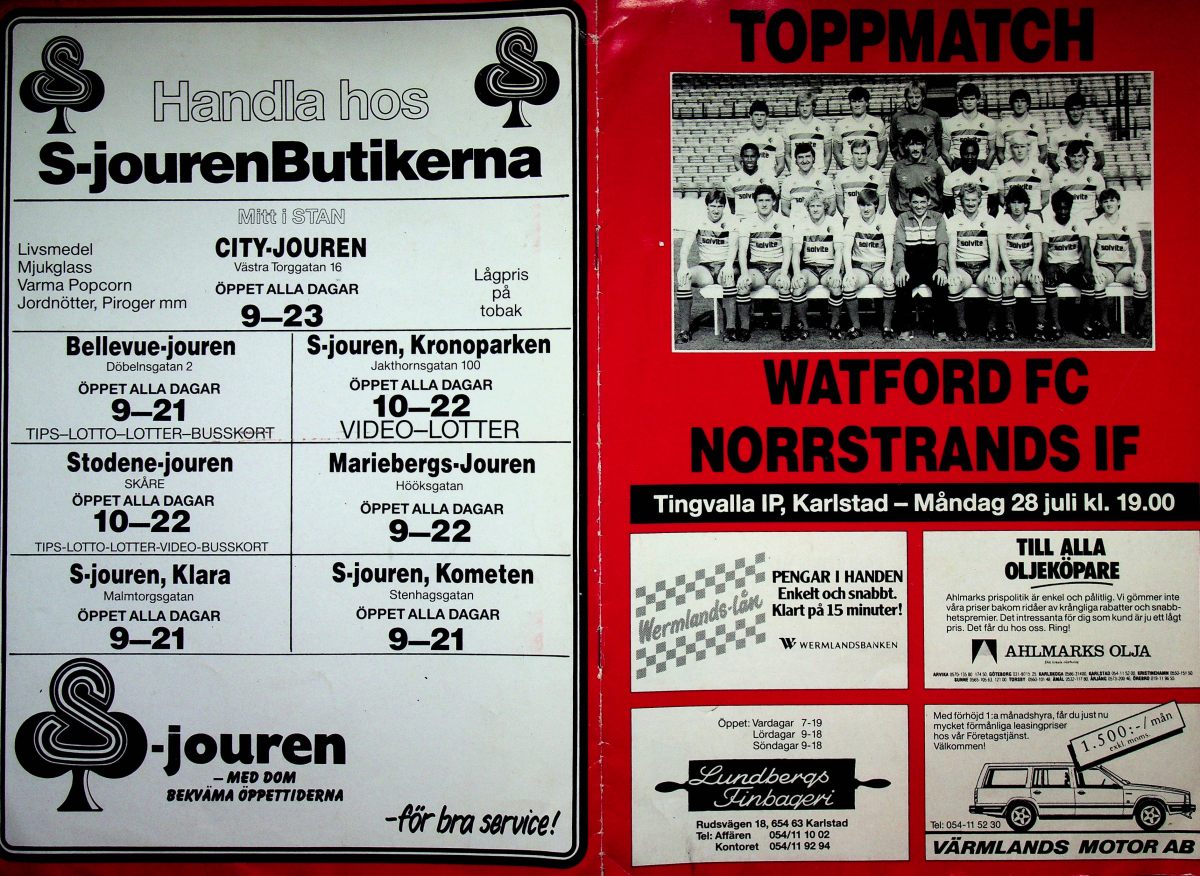 Handla hos
S-jourenButikerna
Mitt i STAN
CITY-JOUREN
Västra Torggatan 16
ÖPPET ALLA DAGAR
9–23
Livsmedel
Mjukglass
Varma Popcorn
Jordnötter, Piroger mm
Lågpris
på
tobak
Bellevue-jouren
Döbelnsgatan 2
ÖPPET ALLA DAGAR
9–21
TIPS–LOTTO–LOTTER–BUSSKORT
S-jouren, Kronoparken
Jakthornsgatan 100
ÖPPET ALLA DAGAR
10–22
VIDEO–LOTTER
Stodene-jouren
SKÅRE
ÖPPET ALLA DAGAR
10–22
TIPS-LOTTO-LOTTER-VIDEO-BUSSKORT
Mariebergs-Jouren
Hööksgatan
ÖPPET ALLA DAGAR
9–22
S-jouren, Klara
Malmtorgsgatan
ÖPPET ALLA DAGAR
9–21
S-jouren, Kometen
Stenhagsgatan
ÖPPET ALLA DAGAR
9–21
S-jouren
– MED DOM
BEKVÄMA ÖPPETTIDERNA
-för bra service!
TOPPMATCH
WATFORD FC
NORRSTRANDS IF
Tingvalla IP, Karlstad – Måndag 28 juli kl. 19.00
Wermlands-lån
PENGAR I HANDEN
Enkelt och snabbt.
Klart på 15 minuter!
WERMLANDSBANKEN
TILL ALLA
OLJEKÖPARE
Ahlmarks prispolitik är enkel och pålitlig. Vi gömmer inte
våra priser bakom ridåer av krångliga rabatter och snabb-
hetspremier. Det intressanta för dig som kund är ju ett lågt
pris. Det får du hos oss. Ring!
AHLMARKS OLJA
Öppet: Vardagar 7-19
Lördagar 9-18
Söndagar 9-18
Lundbergs
Finbageri
Rudsvägen 18, 654 63 Karlstad
Tel: Affären 054/11 10 02
Kontoret 054/11 92 94
Med förhöjd 1:a månadshyra, får du just nu
mycket förmånliga leasingpriser
hos vår Företagstjänst.
Välkommen!
1.500:-/mån
exkl. moms.
Tel: 054-11 52 30
VÄRMLANDS MOTOR AB